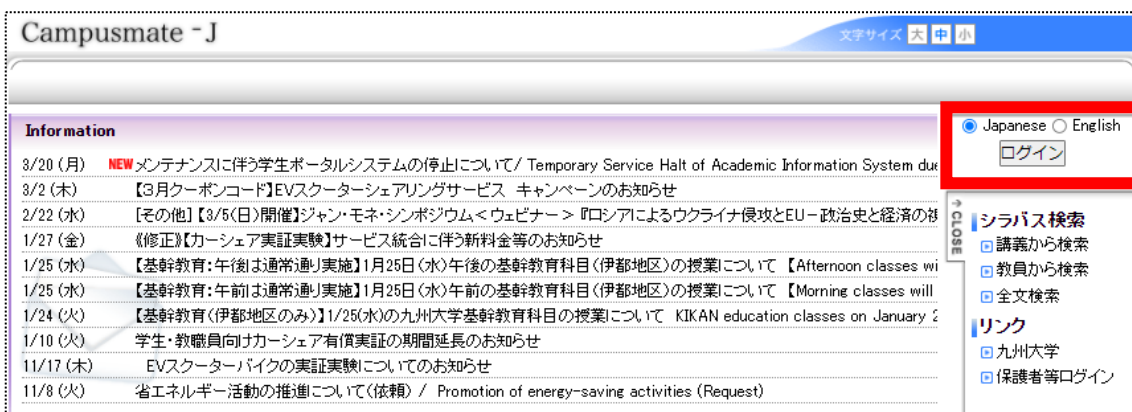 Campusmate-J
文字サイズ 大 中 小
Japanese English
ログイン
Information
3/20 (月) NEW メンテナンスに伴う学生ポータルシステムの停止について/ Temporary Service Halt of Academic Information System due
3/2 (木) 【3月クーポンコード】EVスクーターシェアリングサービス キャンペーンのお知らせ
2/22 (水) [その他]【3/5(日)開催】ジャン・モネ・シンポジウム<ウェビナー>『ロシアによるウクライナ侵攻とEU-政治史と経済の視
1/27 (金) 《修正》【カーシェア実証実験】サービス統合に伴う新料金等のお知らせ
1/25 (水) 【基幹教育:午後は通常通り実施】1月25日(水)午後の基幹教育科目(伊都地区)の授業について 【Afternoon classes wi
1/25 (水) 【基幹教育:午前は通常通り実施】1月25日(水)午前の基幹教育科目(伊都地区)の授業について 【Morning classes will
1/24 (火) 【基幹教育(伊都地区のみ)】1/25(水)の九州大学基幹教育科目の授業について KIKAN education classes on January 2
1/10 (火) 学生・教職員向けカーシェア有償実証の期間延長のお知らせ
11/17 (木) EVスクーターバイクの実証実験についてのお知らせ
11/8 (火) 省エネルギー活動の推進について(依頼) / Promotion of energy-saving activities (Request)
CLOSE
シラバス検索
講義から検索
教員から検索
全文検索
リンク
九州大学
保護者等ログイン